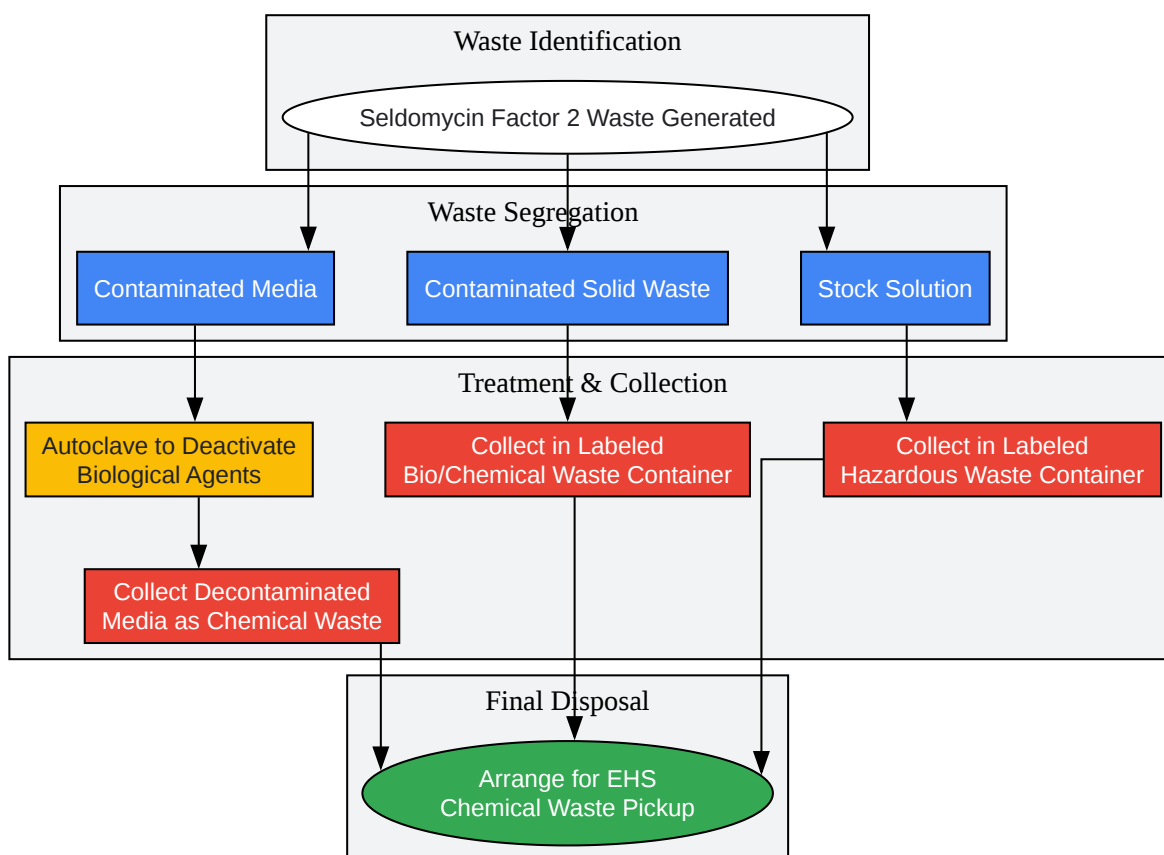 Waste Identification
Seldomycin Factor 2 Waste Generated
Waste Segregation
Contaminated Media
Contaminated Solid Waste
Stock Solution
Treatment & Collection
Autoclave to Deactivate
Biological Agents
Collect in Labeled
Bio/Chemical Waste Container
Collect in Labeled
Hazardous Waste Container
Collect Decontaminated
Media as Chemical Waste
Final Disposal
Arrange for EHS
Chemical Waste Pickup